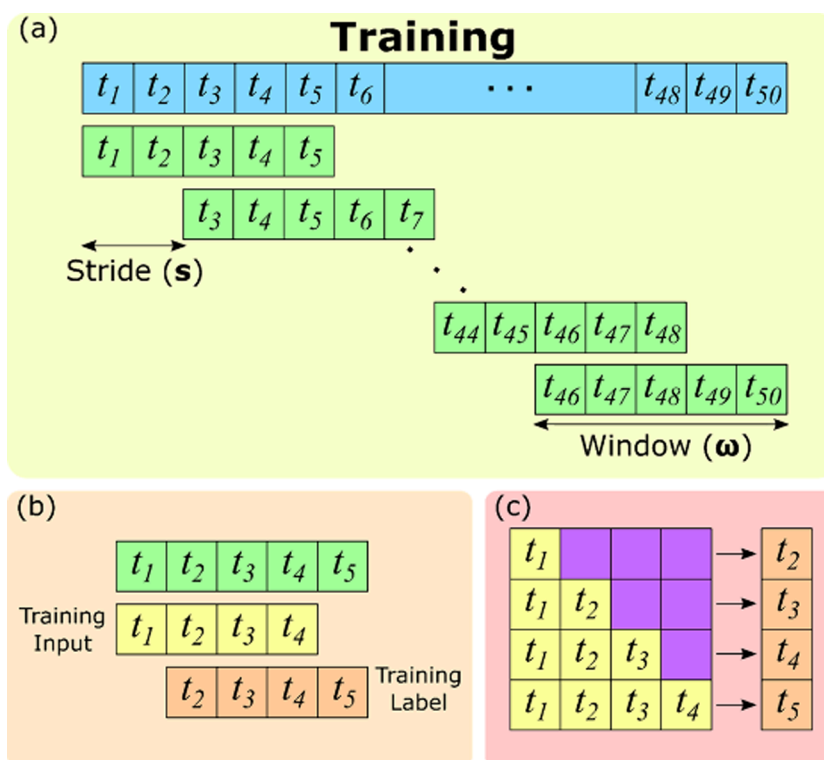 (a) Training
t1 t2 t3 t4 t5 t6 ... t48 t49 t50
t1 t2 t3 t4 t5
t3 t4 t5 t6 t7
Stride (s)
t44 t45 t46 t47 t48
t46 t47 t48 t49 t50
Window (ω)
(b)
t1 t2 t3 t4 t5
Training
Input
t1 t2 t3 t4
t2 t3 t4 t5
Training
Label
(c)
t1 t2
t1 t2 t3
t1 t2 t3 t4
t1 t2 t3 t4 t5